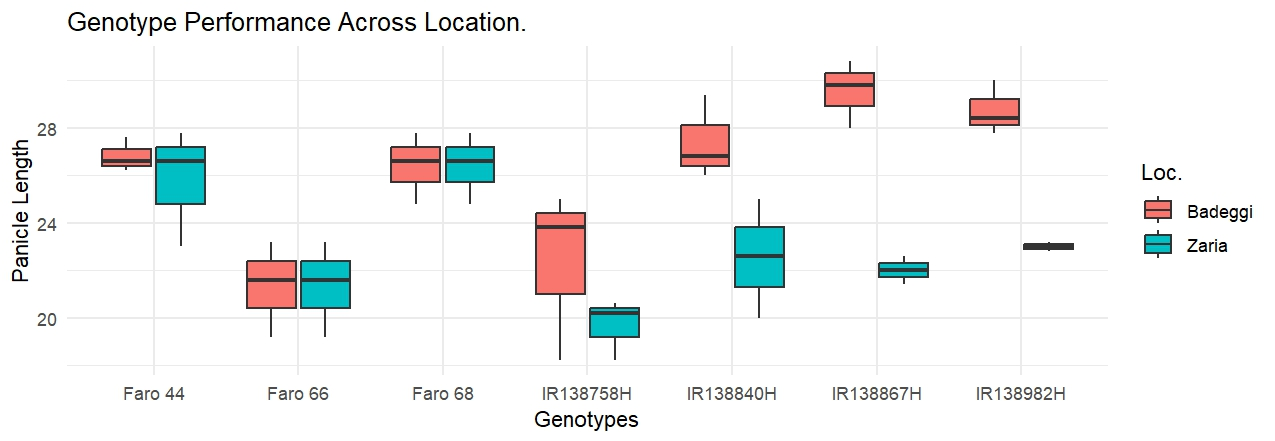 Genotype Performance Across Location.
Panicle Length
28
24
20
Faro 44 Faro 66 Faro 68 IR138758H IR138840H IR138867H IR138982H
Genotypes
Loc.
Badeggi
Zaria